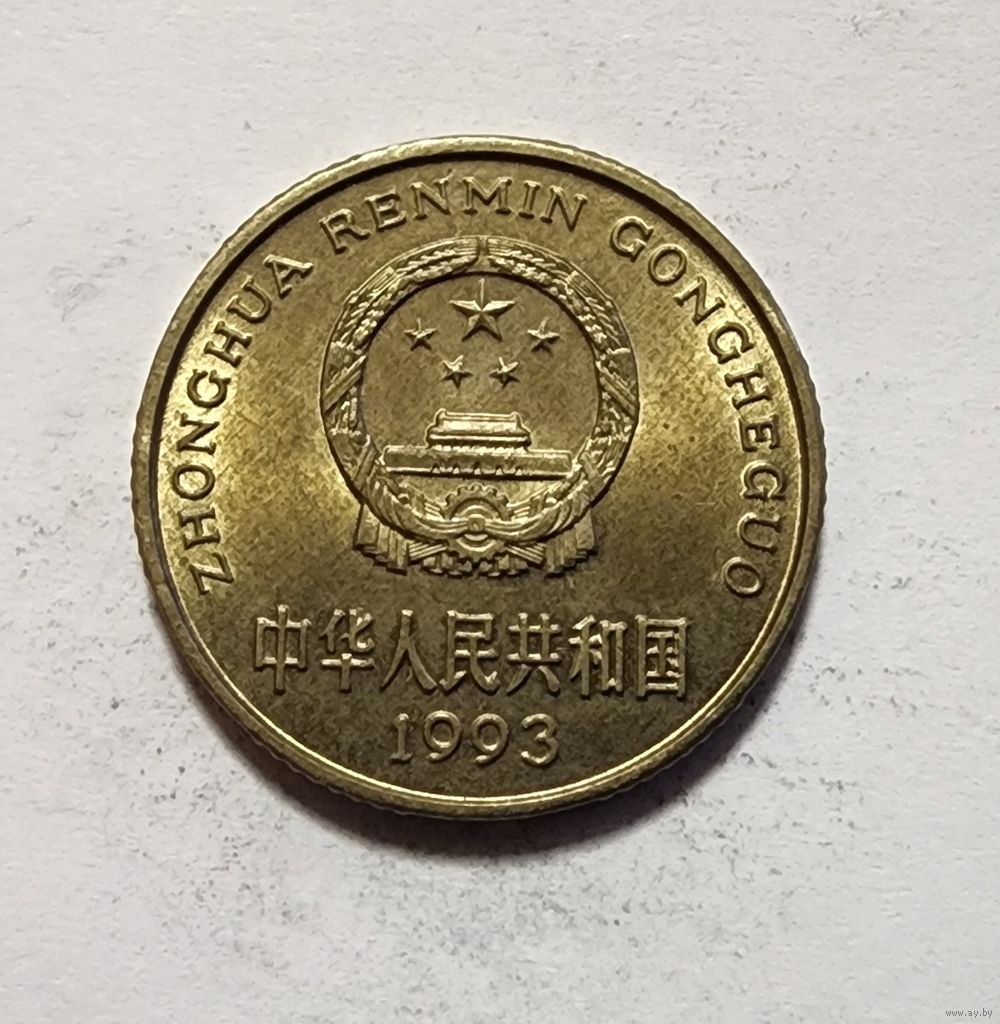 ZHONGHUA RENMIN GONGHEGUO
中华人民共和国
1993
www.ay.by